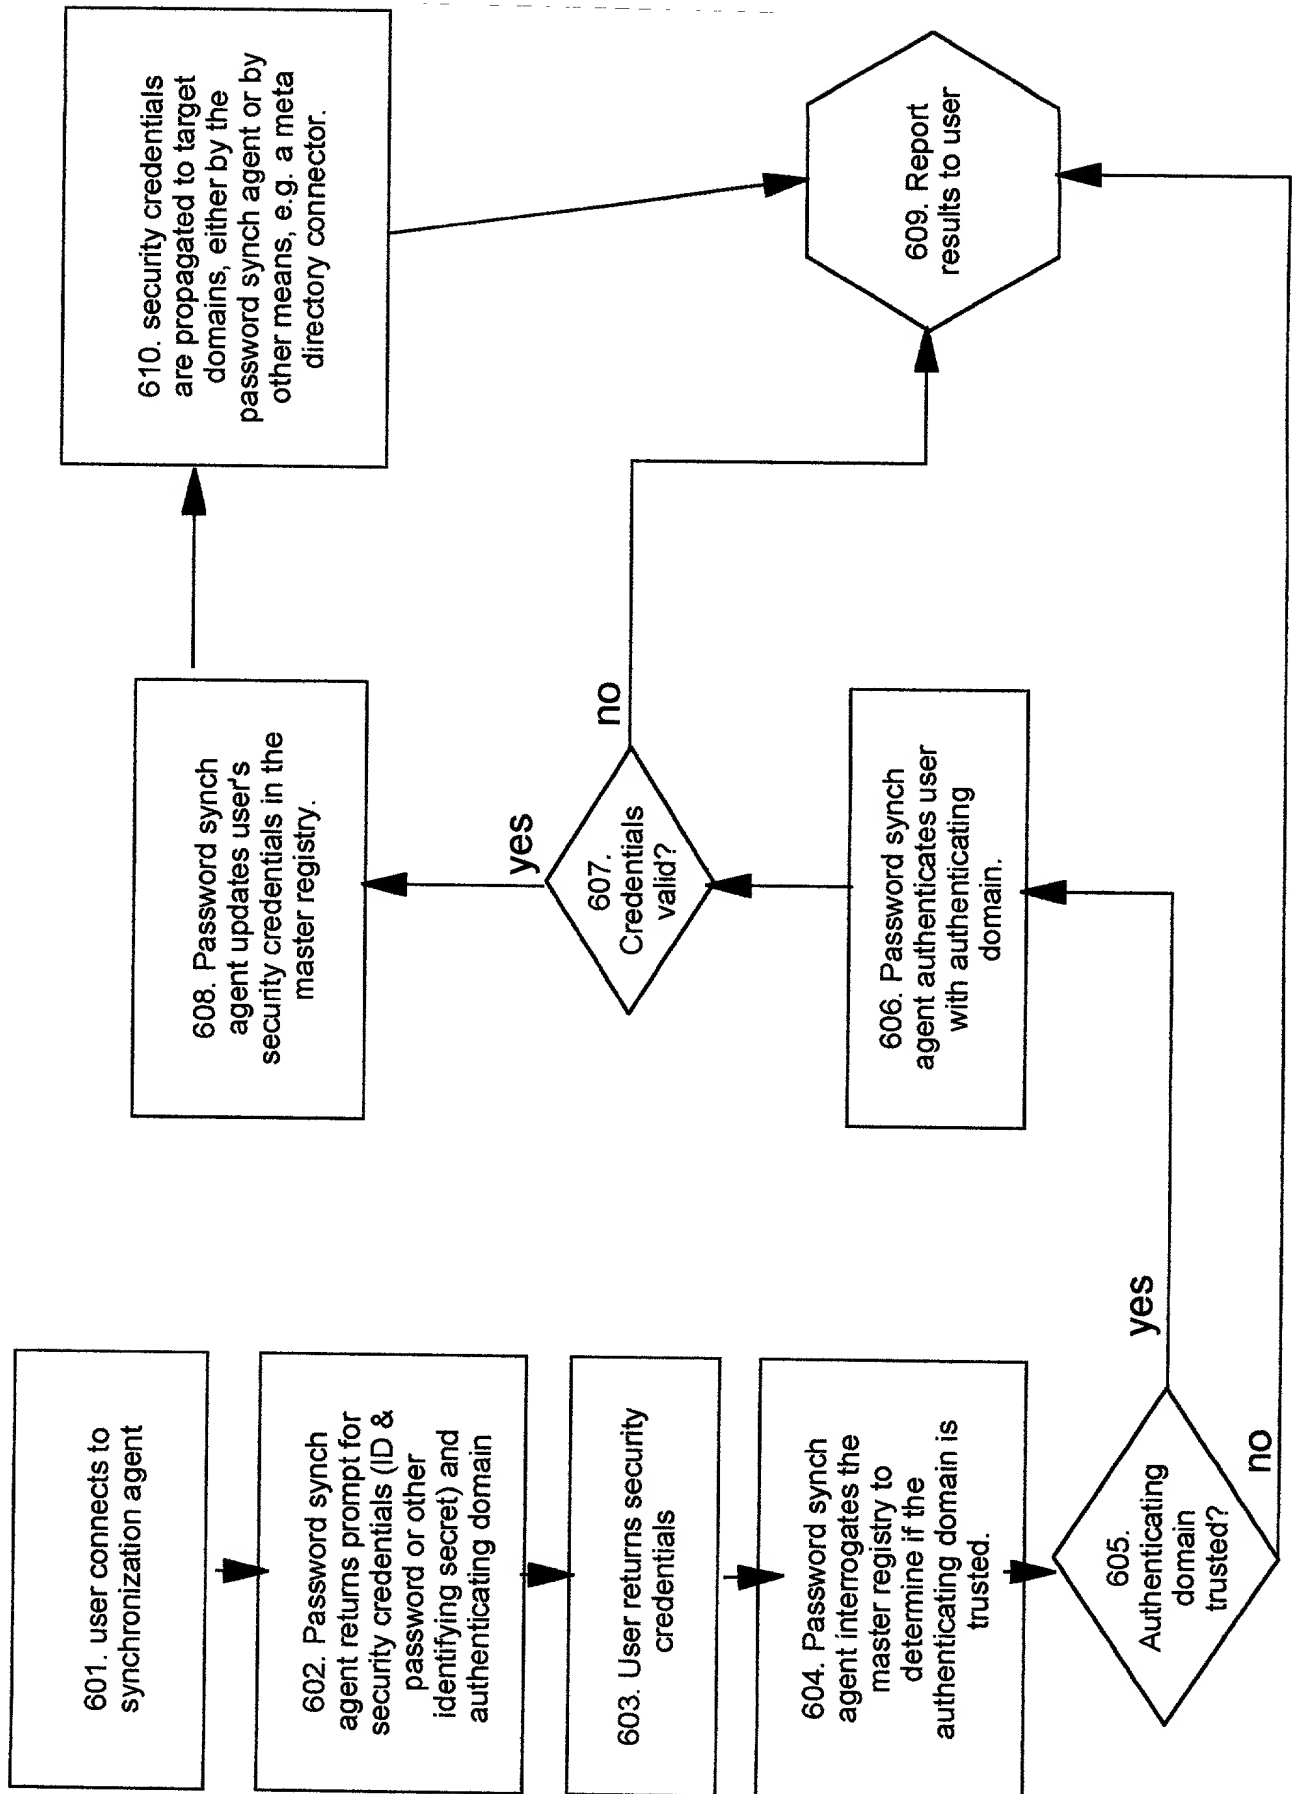 601. user connects to
synchronization agent
602. Password synch
agent returns prompt for
security credentials (ID &
password or other
identifying secret) and
authenticating domain
603. User returns security
credentials
604. Password synch
agent interrogates the
master registry to
determine if the
authenticating domain is
trusted.
605.
Authenticating
domain
trusted?
yes
no
606. Password synch
agent authenticates user
with authenticating
domain.
607.
Credentials
valid?
yes
no
608. Password synch
agent updates user's
security credentials in the
master registry.
610. security credentials
are propagated to target
domains, either by the
password synch agent or by
other means, e.g. a meta
directory connector.
609. Report
results to user